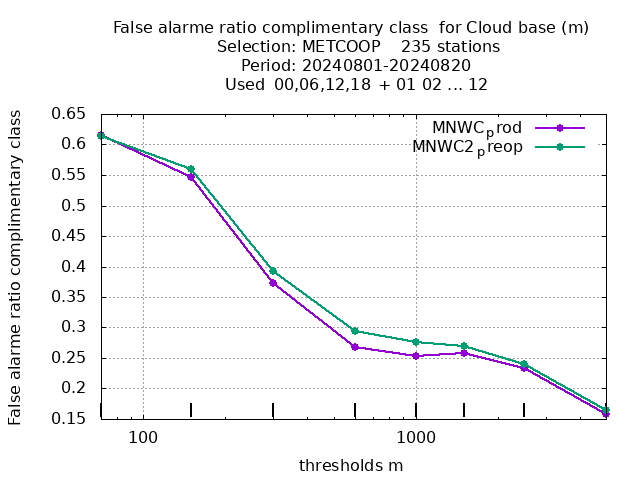 False alarme ratio complimentary class  for Cloud base (m)
Selection: METCOOP    235 stations
Period: 20240801-20240820
Used  00,06,12,18 + 01 02 ... 12
False alarme ratio complimentary class
0.65
0.6
0.55
0.5
0.45
0.4
0.35
0.3
0.25
0.2
0.15
MNWCprod
MNWC2preop
100
1000
thresholds m